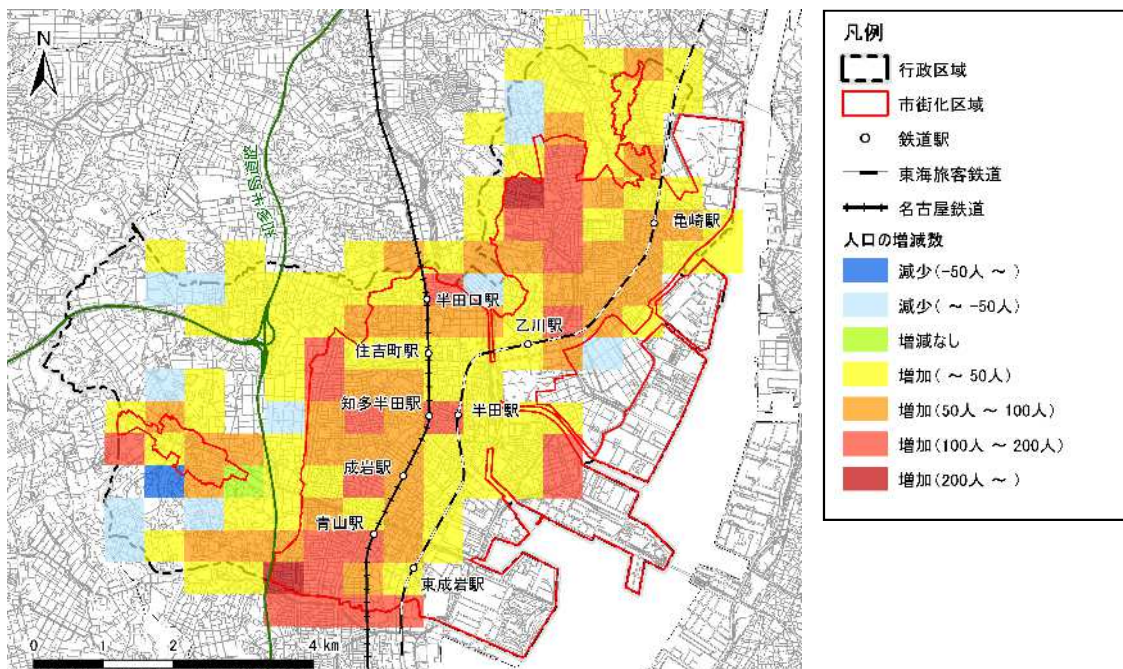 N
知多半島道路
亀崎駅
半田口駅
乙川駅
住吉町駅
知多半田駅
半田駅
成岩駅
青山駅
東成岩駅
0 1 2 4 km
凡例
行政区域
市街化区域
鉄道駅
東海旅客鉄道
名古屋鉄道
人口の増減数
減少(-50人 ~ )
減少( ~ -50人)
増減なし
増加( ~ 50人)
増加(50人 ~ 100人)
増加(100人 ~ 200人)
増加(200人 ~ )